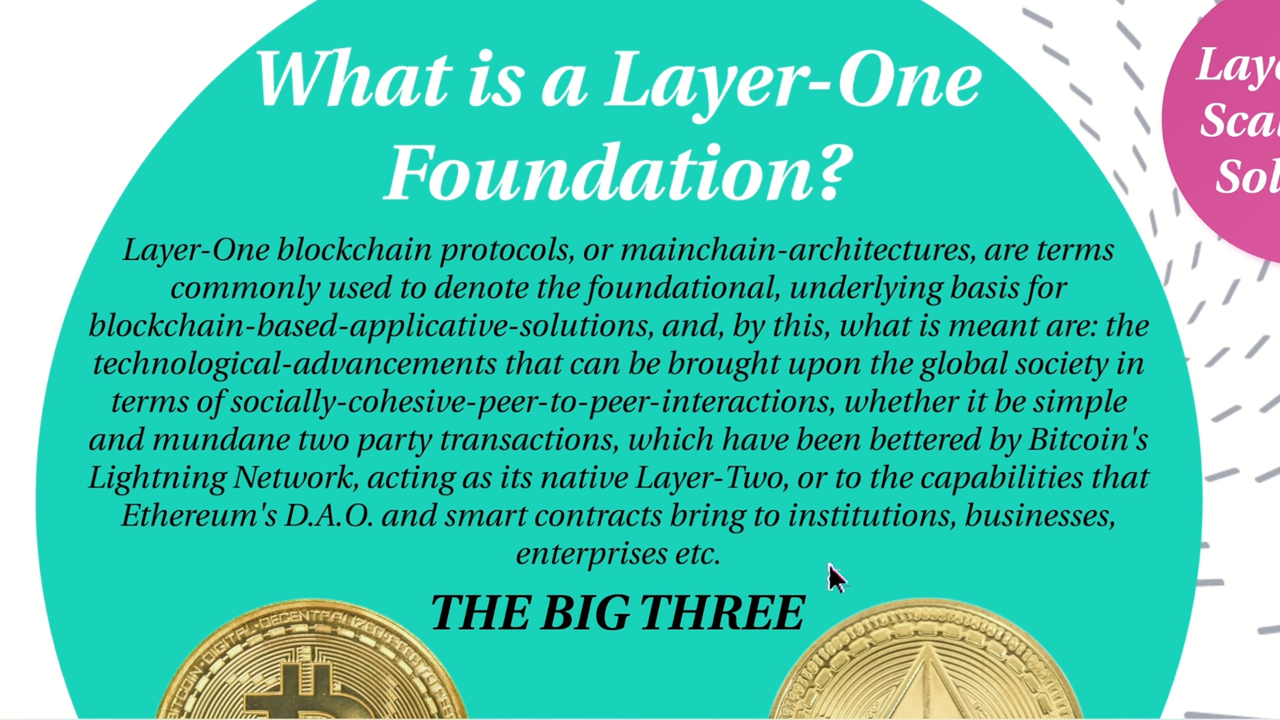 What is a Layer-One
Foundation?
Layer-One blockchain protocols, or mainchain-architectures, are terms
commonly used to denote the foundational, underlying basis for
blockchain-based-applicative-solutions, and, by this, what is meant are: the
technological-advancements that can be brought upon the global society in
terms of socially-cohesive-peer-to-peer-interactions, whether it be simple
and mundane two party transactions, which have been bettered by Bitcoin's
Lightning Network, acting as its native Layer-Two, or to the capabilities that
Ethereum's D.A.O. and smart contracts bring to institutions, businesses,
enterprises etc.
THE BIG THREE
BITCOIN DIGITAL DECENTRALIZED PEER